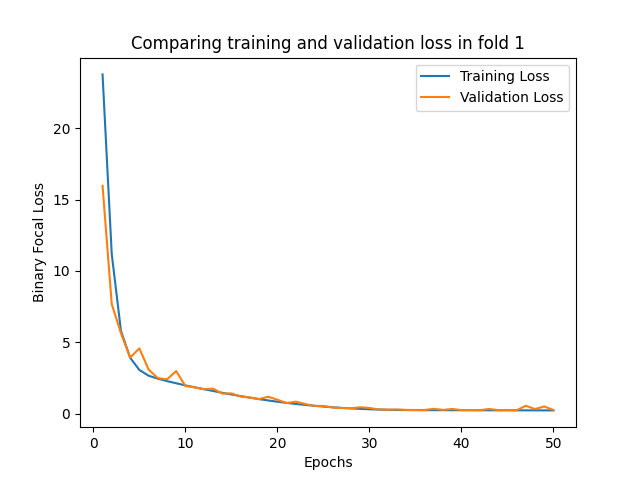 Comparing training and validation loss in fold 1
Training Loss
Validation Loss
Binary Focal Loss
20
15
10
5
0
0 10 20 30 40 50
Epochs